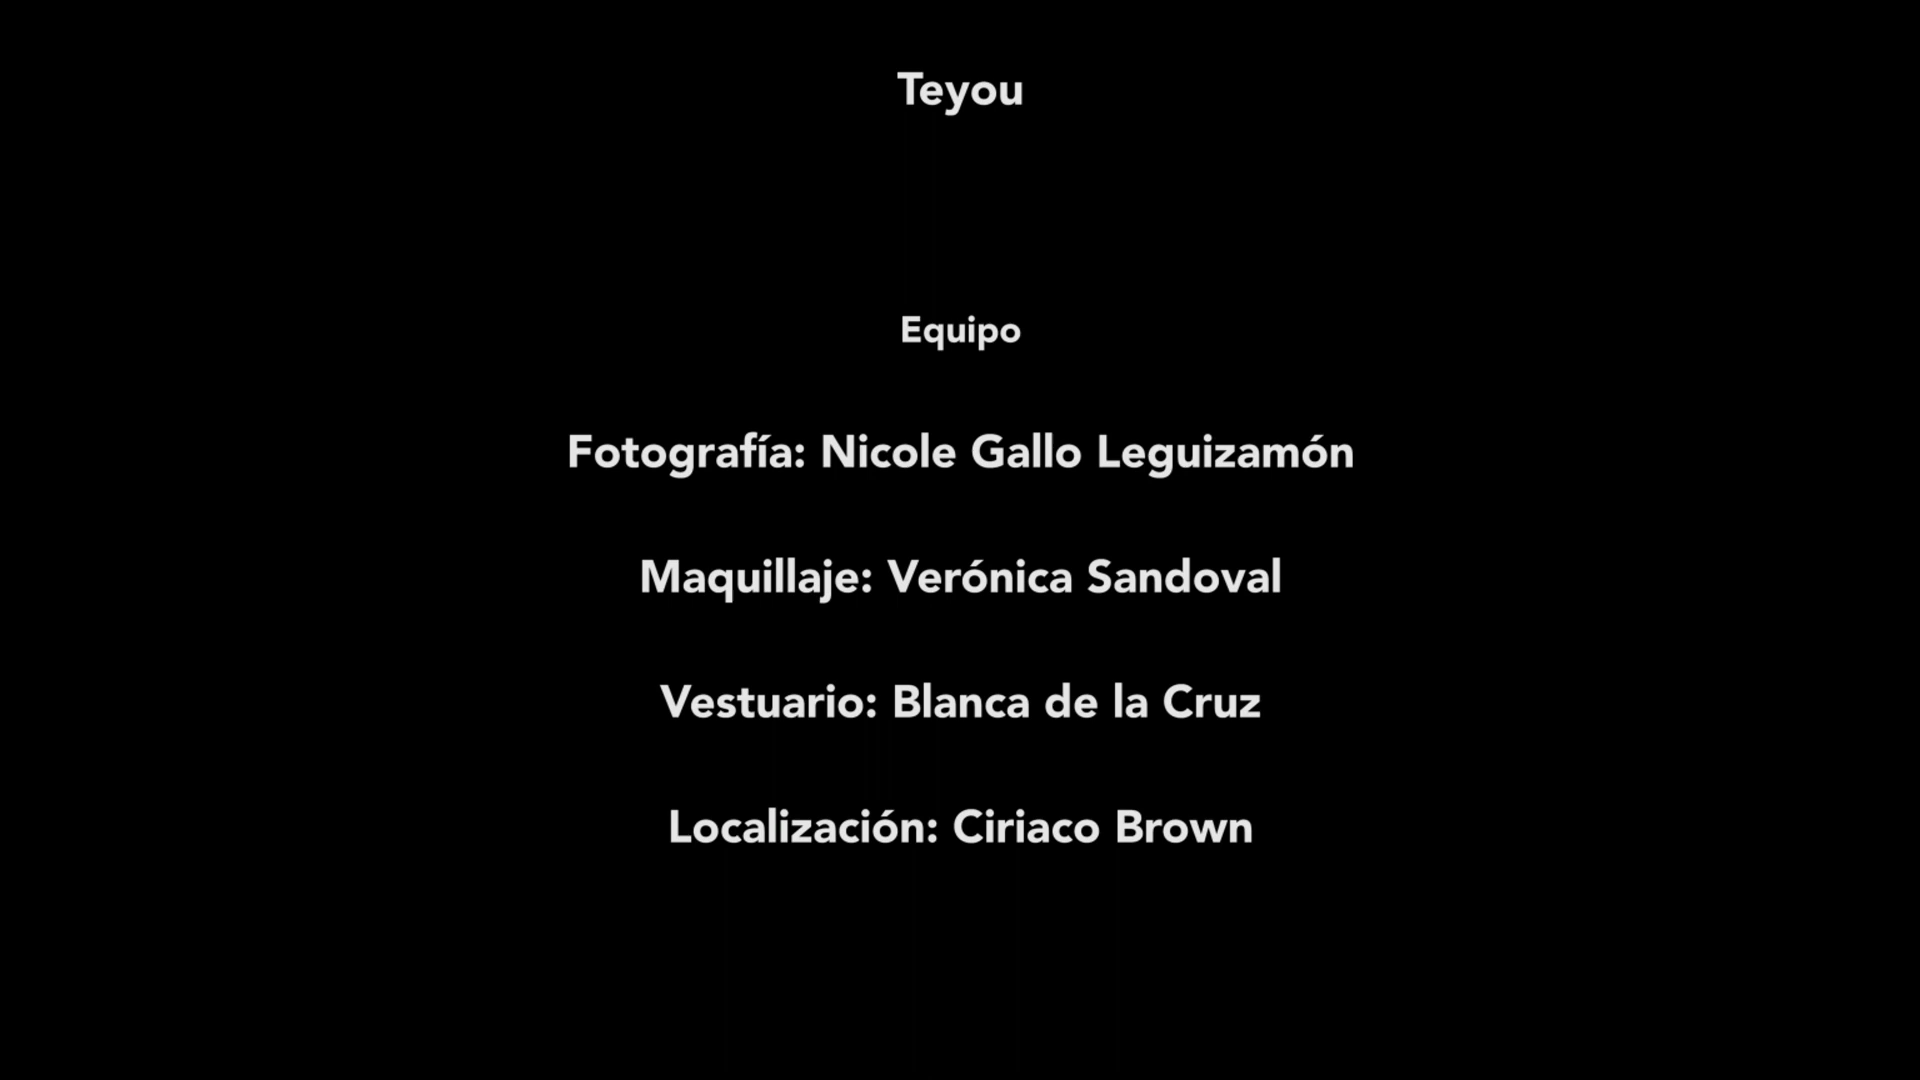 Teyou
Equipo
Fotografía: Nicole Gallo Leguizamón
Maquillaje: Verónica Sandoval
Vestuario: Blanca de la Cruz
Localización: Ciriaco Brown